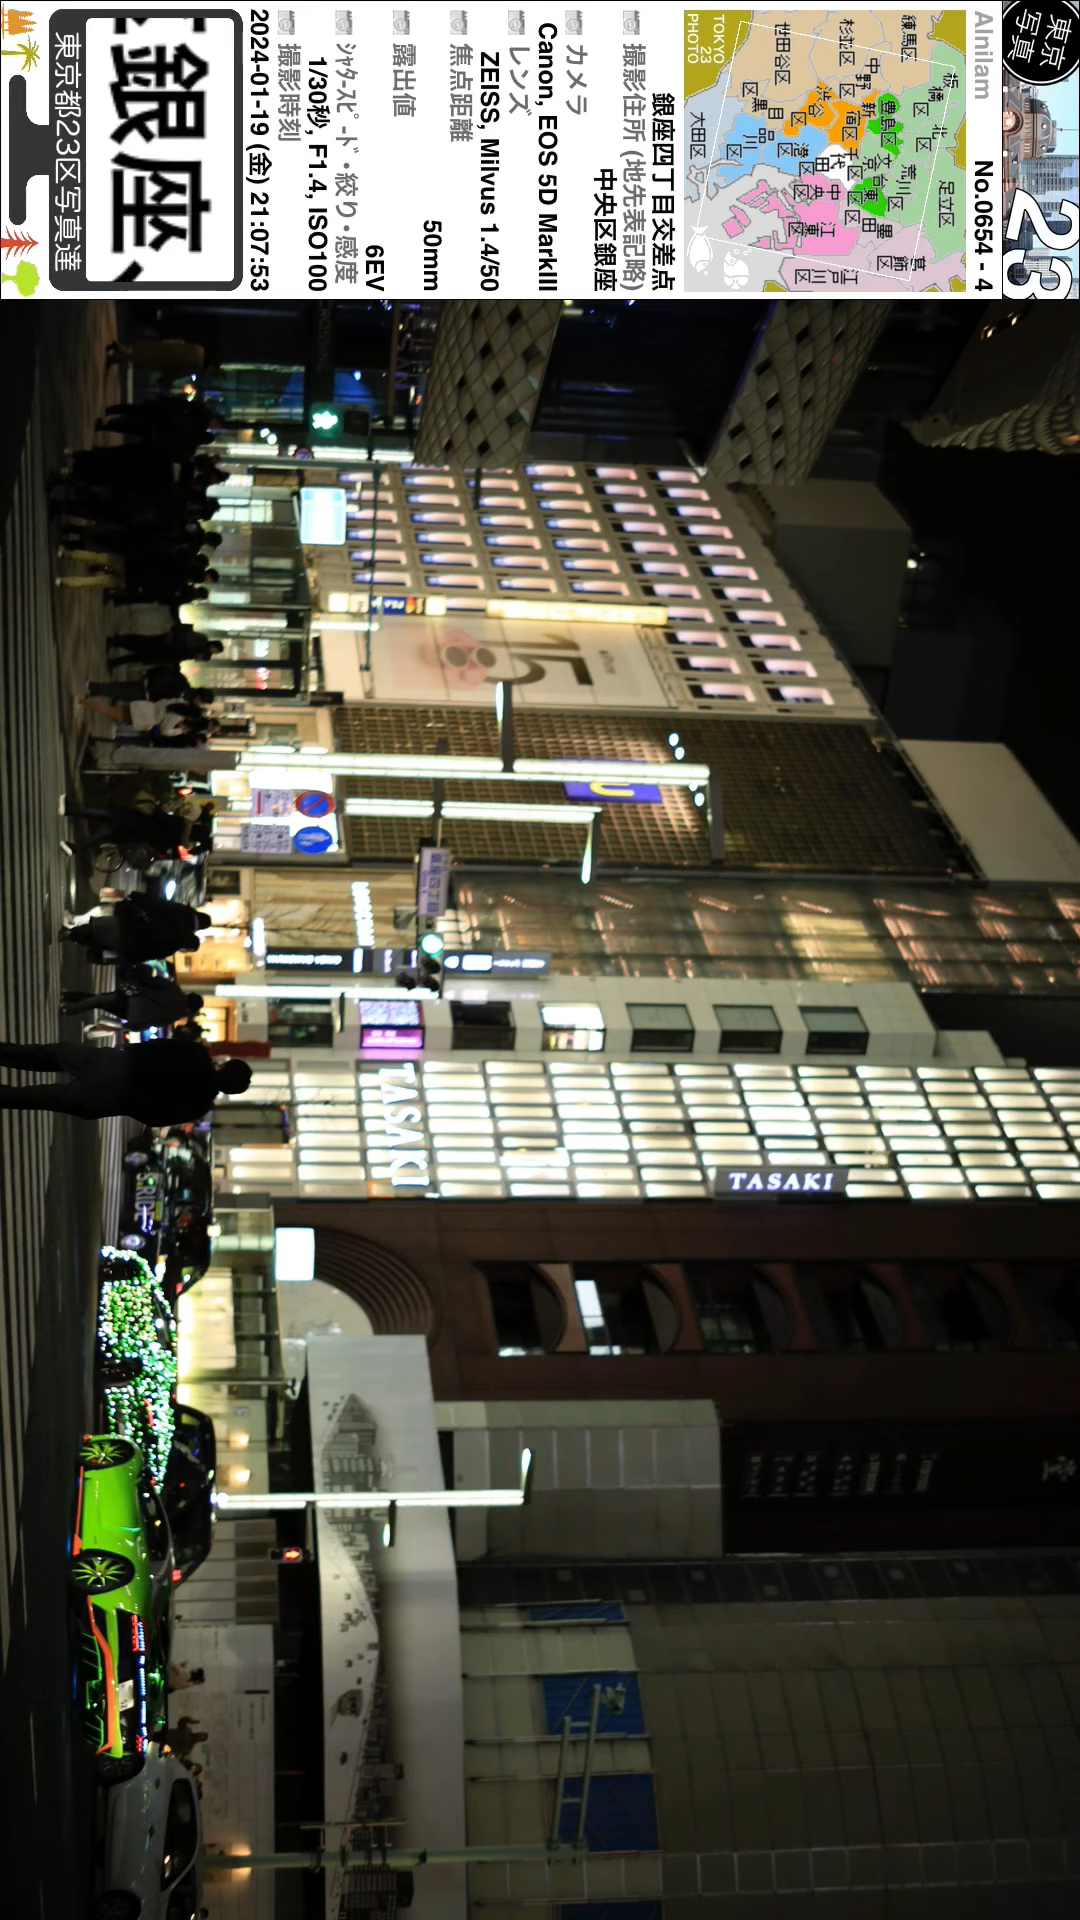 東京
写真
23
Alnilam
No.0654 - 4
板
橋
区
北
区
足立区
練馬区
荒
川
区
葛
飾
区
杉並区
中
野
区
豊島区
文
京
区
台
東
区
墨
田
区
新
宿
区
千
代
田
区
渋
谷
区
中央
区
江
東
区
江戸川
区
世田谷区
目
黒
区
港
区
品
川
区
大田区
TOKYO
23
PHOTO
銀座四丁目交差点
中央区銀座
撮影住所 (地先表記略)
カメラ
Canon, EOS 5D MarkIII
レンズ
ZEISS, Milvus 1.4/50
焦点距離
50mm
露出値
6EV
シャッタースピード・絞り・感度
1/30秒, F1.4, ISO100
撮影時刻
2024-01-19 (金) 21:07:53
銀座
東京都23区写真達
15
U
銀座四丁目
TASAKI
TASAKI
S.RIDE